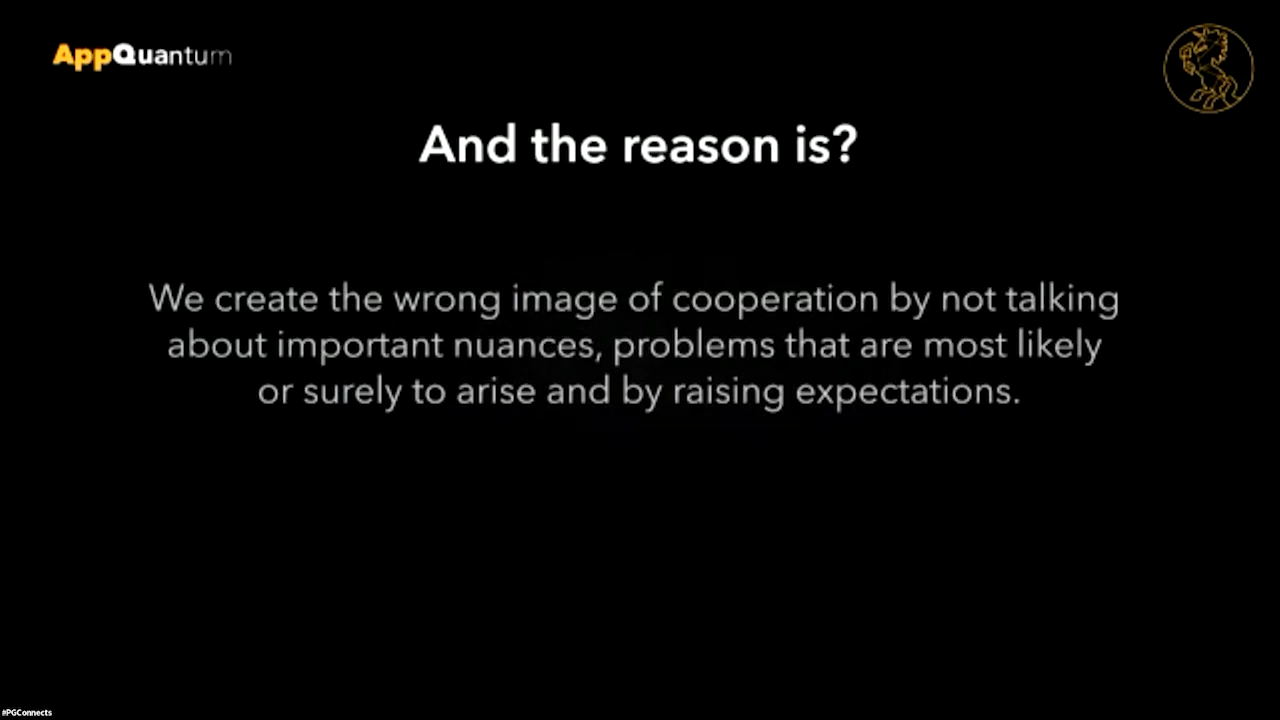 AppQuantum
And the reason is?
We create the wrong image of cooperation by not talking
about important nuances, problems that are most likely
or surely to arise and by raising expectations.
#PGConnects